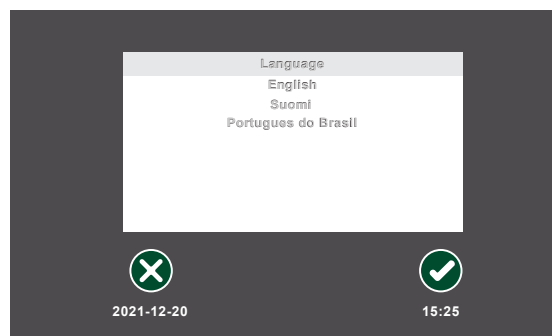 Language
English
Suomi
Portugues do Brasil
2021-12-20
15:25